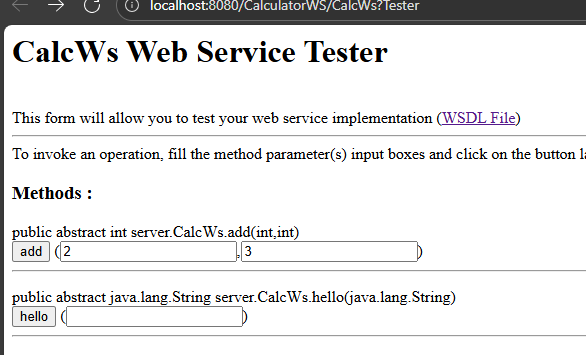 localhost:8080/CalculatorWS/CalcWs?Tester
CalcWs Web Service Tester
This form will allow you to test your web service implementation (WSDL File)
To invoke an operation, fill the method parameter(s) input boxes and click on the button
Methods :
public abstract int server.CalcWs.add(int,int)
add (2,3)
public abstract java.lang.String server.CalcWs.hello(java.lang.String)
hello ()